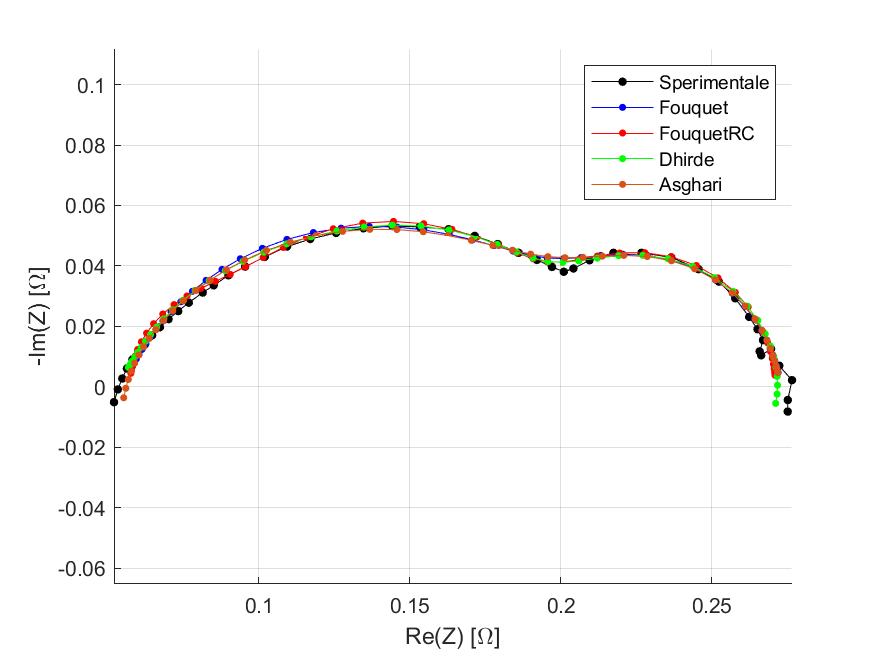 0.1
0.08
0.06
0.04
0.02
0
-0.02
-0.04
-0.06
0.1
0.15
0.2
0.25
Re(Z) [Ω]
-Im(Z) [Ω]
Sperimentale
Fouquet
FouquetRC
Dhirde
Asghari